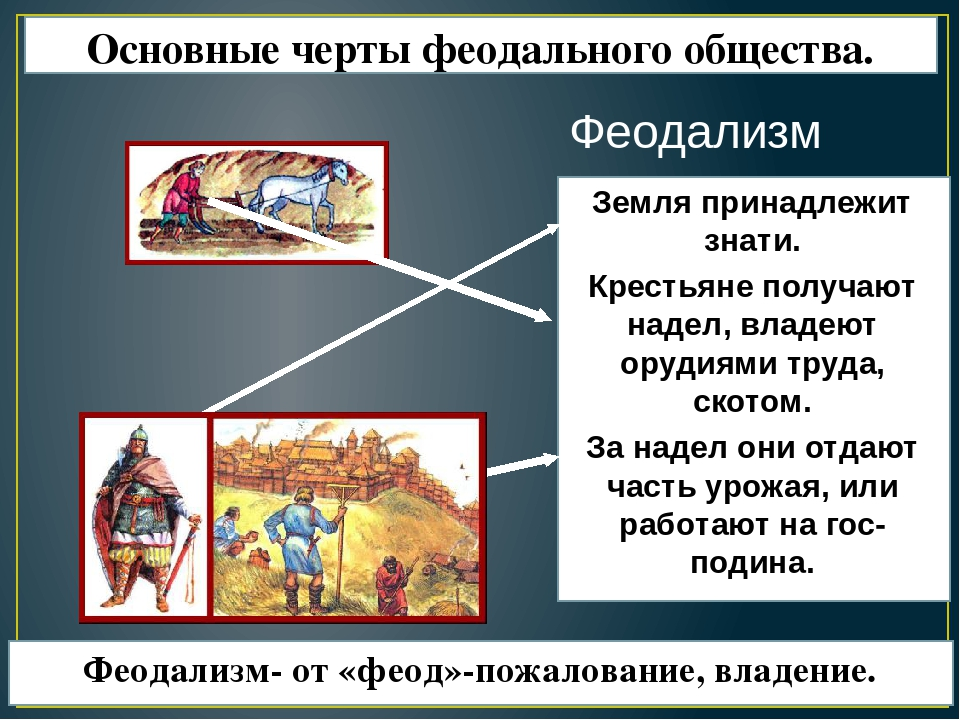 Основные черты феодального общества.
Феодализм
Земля принадлежит
знати.
Крестьяне получают
надел, владеют
орудиями труда,
скотом.
За надел они отдают
часть урожая, или
работают на гос-
подина.
Феодализм- от «феод»-пожалование, владение.